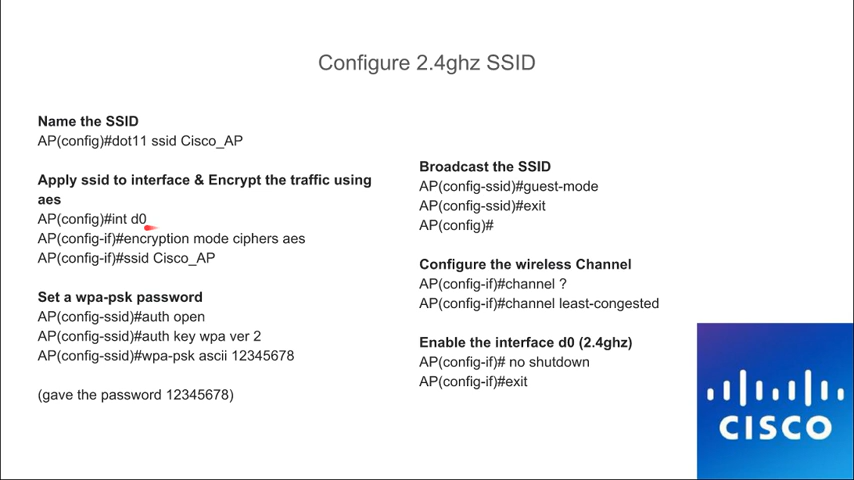 Configure 2.4ghz SSID
Name the SSID
AP(config)#dot11 ssid Cisco_AP
Apply ssid to interface & Encrypt the traffic using
aes
AP(config)#int d0
AP(config-if)#encryption mode ciphers aes
AP(config-if)#ssid Cisco_AP
Set a wpa-psk password
AP(config-ssid)#auth open
AP(config-ssid)#auth key wpa ver 2
AP(config-ssid)#wpa-psk ascii 12345678
(gave the password 12345678)
Broadcast the SSID
AP(config-ssid)#guest-mode
AP(config-ssid)#exit
AP(config)#
Configure the wireless Channel
AP(config-if)#channel ?
AP(config-if)#channel least-congested
Enable the interface d0 (2.4ghz)
AP(config-if)# no shutdown
AP(config-if)#exit
CISCO